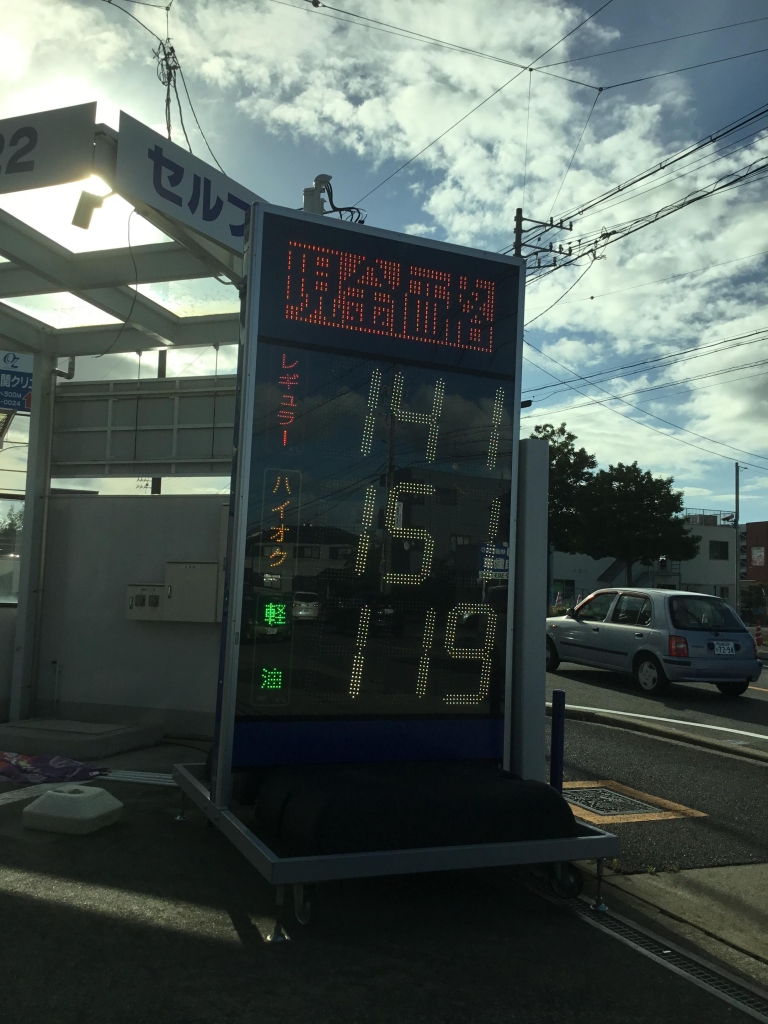 22
セルフ
現金価格
レギュラー 141
ハイオク 151
軽油 119